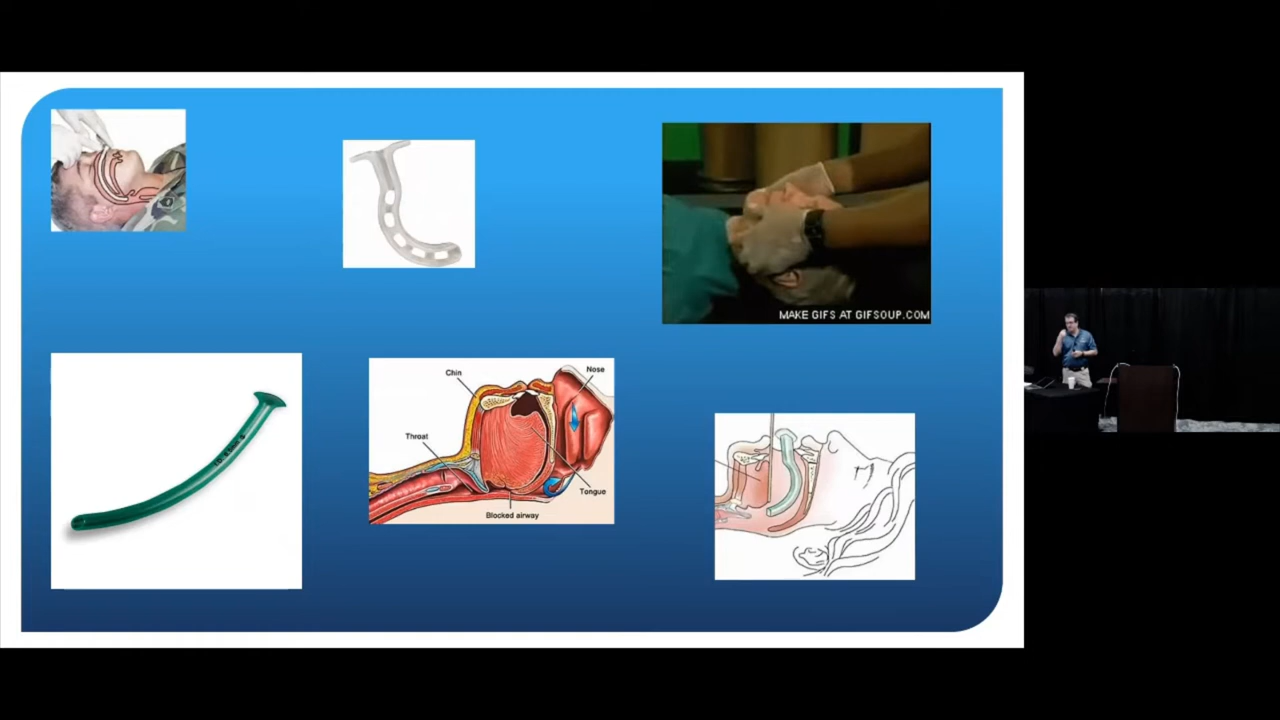 MAKE GIFS AT GIFSOUP.COM
Chin
Nose
Throat
Tongue
Blocked airway